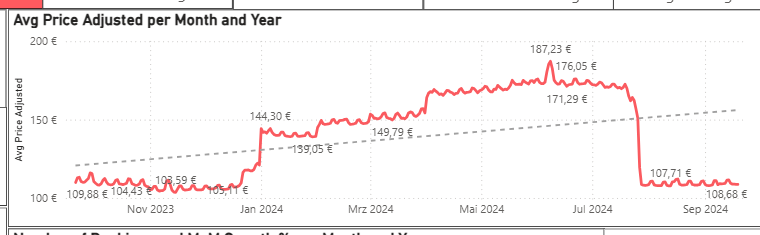 Avg Price Adjusted per Month and Year
200 €
187,23 €
176,05 €
171,29 €
Avg Price Adjusted
150 €
144,30 €
149,79 €
139,05 €
107,71 €
103,59 €
109,88 €
104,43 €
105,11 €
108,68 €
100 €
Nov 2023
Jan 2024
Mrz 2024
Mai 2024
Jul 2024
Sep 2024